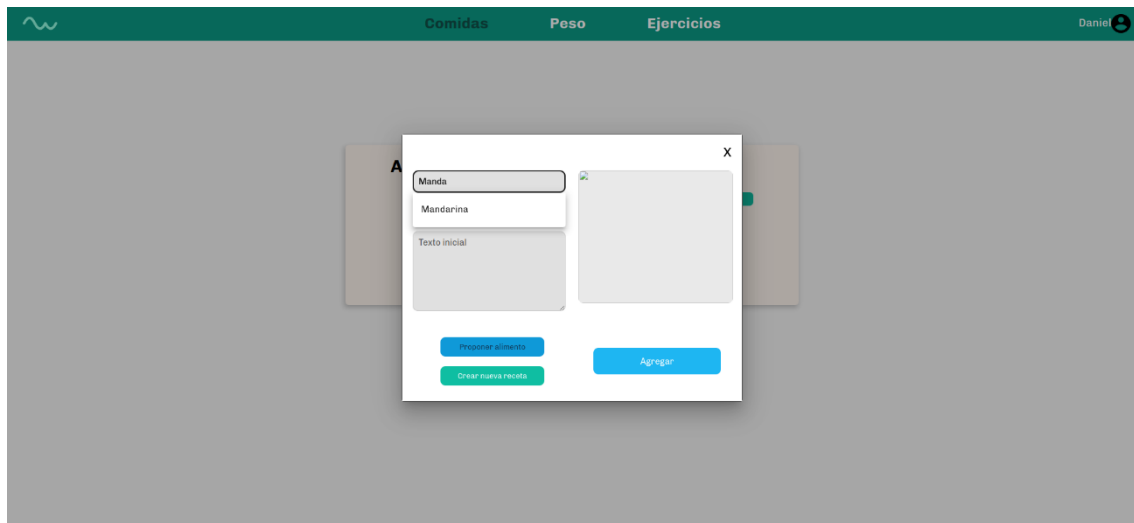 Comidas
Peso
Ejercicios
Daniel
A
X
Manda
Mandarina
Texto inicial
Proponer alimento
Crear nueva receta
Agregar